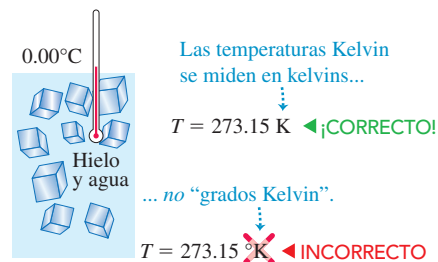 0.00°C
Las temperaturas Kelvin
se miden en kelvins...
T = 273.15 K ◀ ¡CORRECTO!
Hielo
y agua
... no “grados Kelvin”.
T = 273.15 °K ◀ INCORRECTO